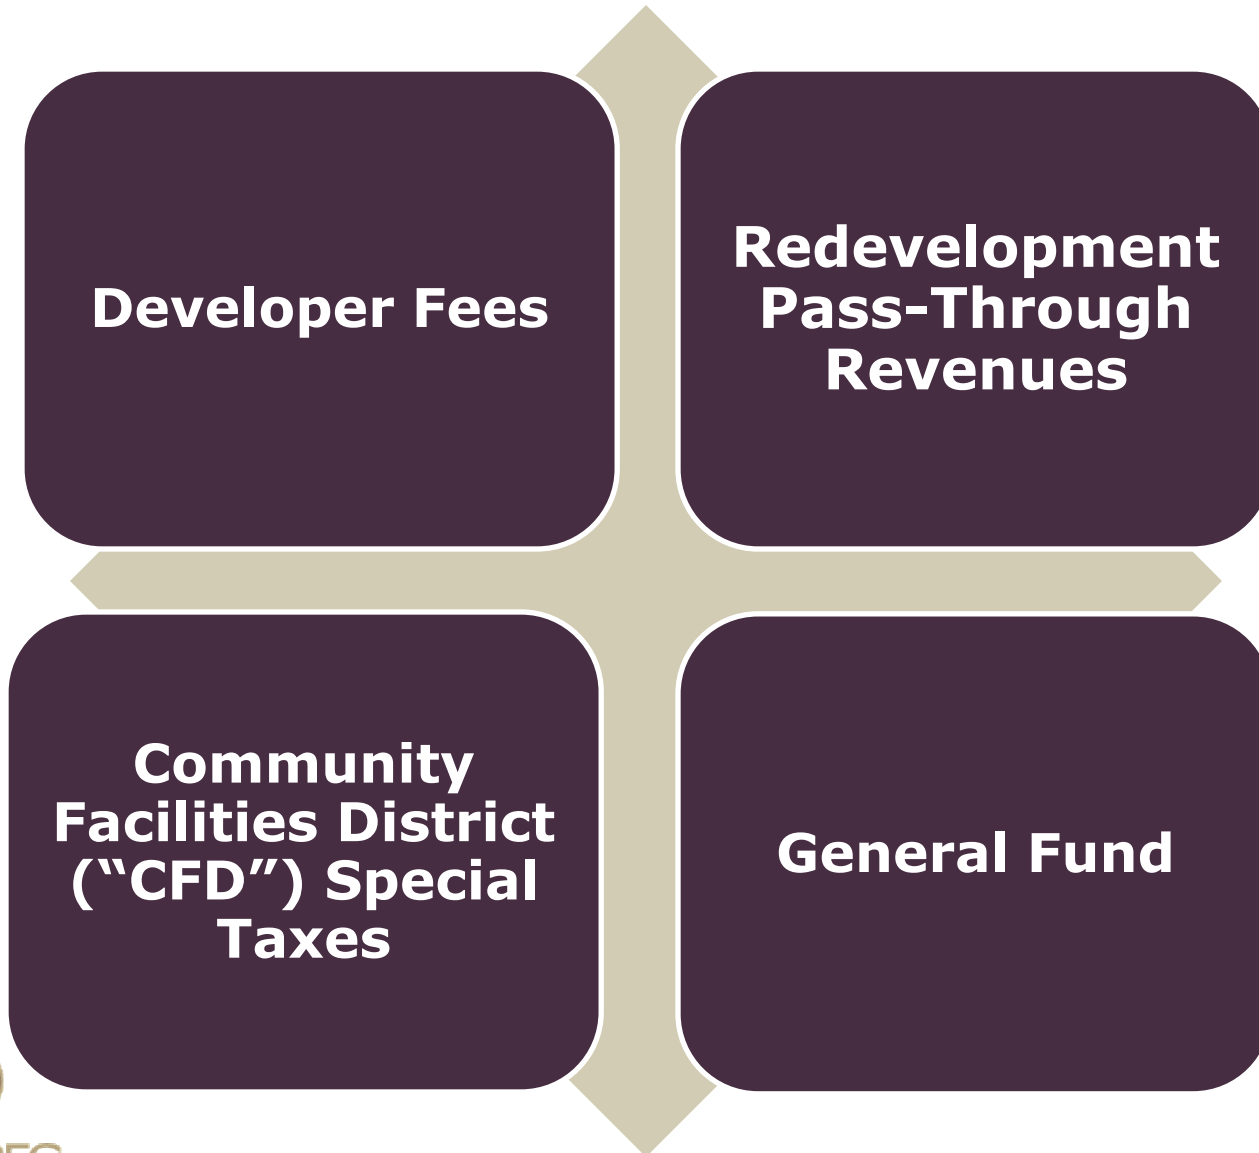 Developer Fees
Redevelopment
Pass-Through
Revenues
Community
Facilities District
(“CFD”) Special
Taxes
General Fund